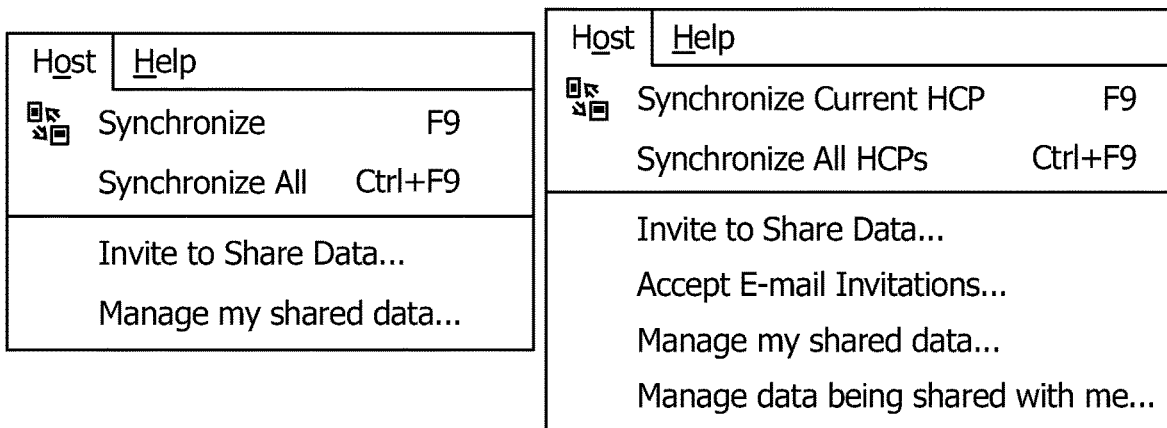 Host Help
Synchronize F9
Synchronize All Ctrl+F9
Invite to Share Data...
Manage my shared data...
Host Help
Synchronize Current HCP F9
Synchronize All HCPs Ctrl+F9
Invite to Share Data...
Accept E-mail Invitations...
Manage my shared data...
Manage data being shared with me...